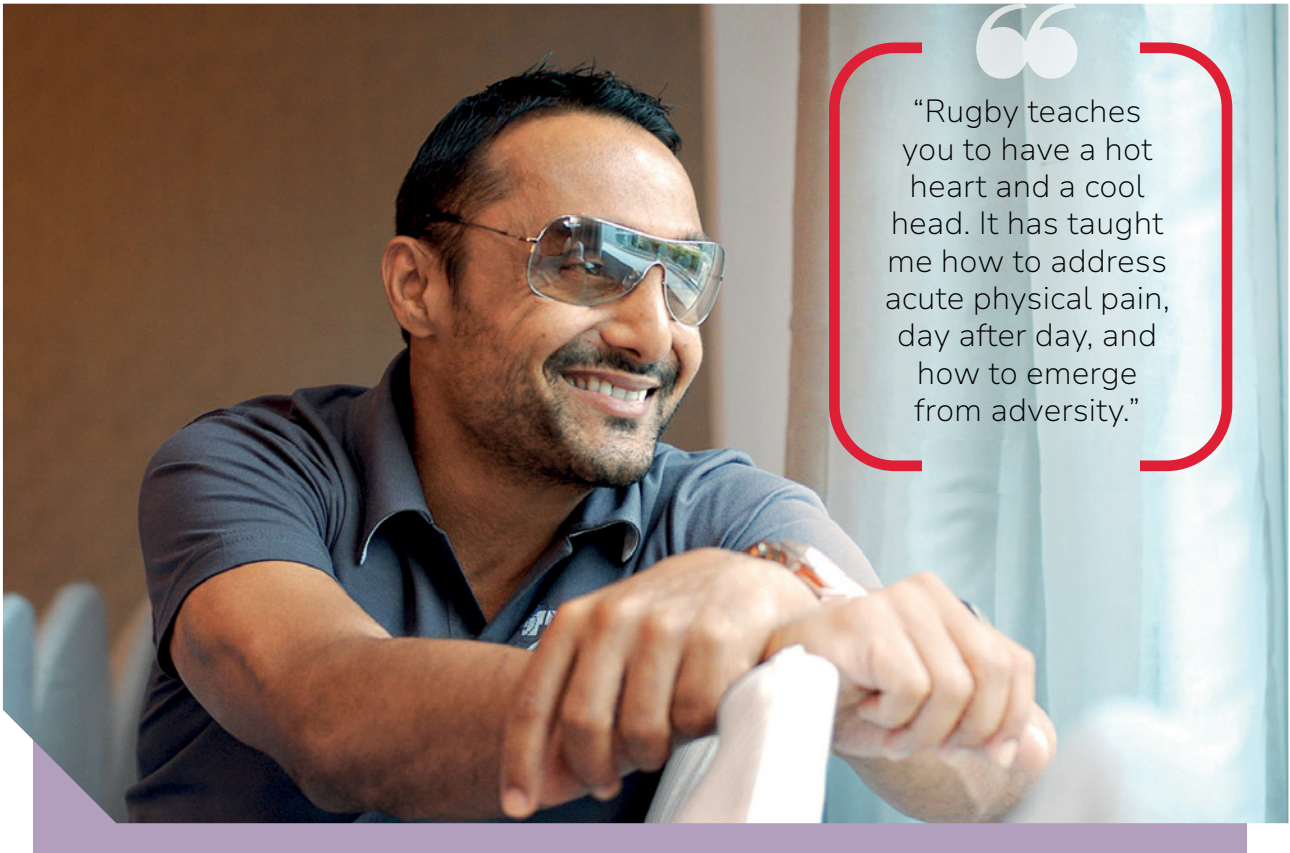 “Rugby teaches
you to have a hot
heart and a cool
head. It has taught
me how to address
acute physical pain,
day after day, and
how to emerge
from adversity.”